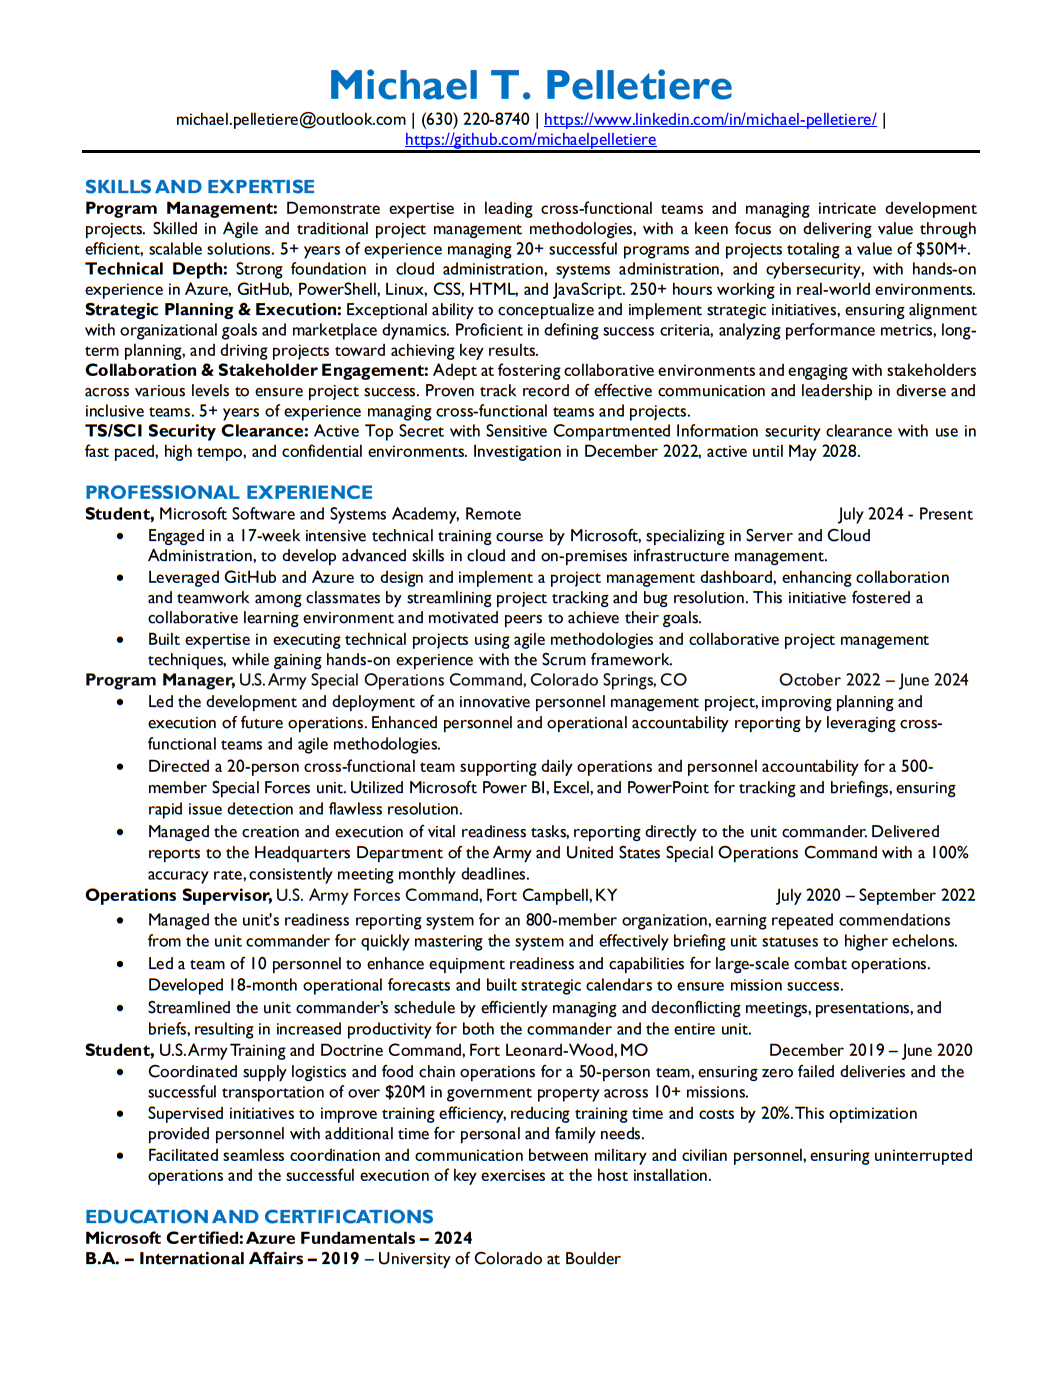 Michael T. Pelletiere
michael.pelletiere@outlook.com | (630) 220-8740 | https://www.linkedin.com/in/michael-pelletiere/ |
https://github.com/michaelpelletiere
SKILLS AND EXPERTISE
Program Management: Demonstrate expertise in leading cross-functional teams and managing intricate development
projects. Skilled in Agile and traditional project management methodologies, with a keen focus on delivering value through
efficient, scalable solutions. 5+ years of experience managing 20+ successful programs and projects totaling a value of $50M+.
Technical Depth: Strong foundation in cloud administration, systems administration, and cybersecurity, with hands-on
experience in Azure, GitHub, PowerShell, Linux, CSS, HTML, and JavaScript. 250+ hours working in real-world environments.
Strategic Planning & Execution: Exceptional ability to conceptualize and implement strategic initiatives, ensuring alignment
with organizational goals and marketplace dynamics. Proficient in defining success criteria, analyzing performance metrics, long-
term planning, and driving projects toward achieving key results.
Collaboration & Stakeholder Engagement: Adept at fostering collaborative environments and engaging with stakeholders
across various levels to ensure project success. Proven track record of effective communication and leadership in diverse and
inclusive teams. 5+ years of experience managing cross-functional teams and projects.
TS/SCI Security Clearance: Active Top Secret with Sensitive Compartmented Information security clearance with use in
fast paced, high tempo, and confidential environments. Investigation in December 2022, active until May 2028.
PROFESSIONAL EXPERIENCE
Student, Microsoft Software and Systems Academy, Remote July 2024 - Present
• Engaged in a 17-week intensive technical training course by Microsoft, specializing in Server and Cloud
Administration, to develop advanced skills in cloud and on-premises infrastructure management.
• Leveraged GitHub and Azure to design and implement a project management dashboard, enhancing collaboration
and teamwork among classmates by streamlining project tracking and bug resolution. This initiative fostered a
collaborative learning environment and motivated peers to achieve their goals.
• Built expertise in executing technical projects using agile methodologies and collaborative project management
techniques, while gaining hands-on experience with the Scrum framework.
Program Manager, U.S. Army Special Operations Command, Colorado Springs, CO October 2022 – June 2024
• Led the development and deployment of an innovative personnel management project, improving planning and
execution of future operations. Enhanced personnel and operational accountability reporting by leveraging cross-
functional teams and agile methodologies.
• Directed a 20-person cross-functional team supporting daily operations and personnel accountability for a 500-
member Special Forces unit. Utilized Microsoft Power BI, Excel, and PowerPoint for tracking and briefings, ensuring
rapid issue detection and flawless resolution.
• Managed the creation and execution of vital readiness tasks, reporting directly to the unit commander. Delivered
reports to the Headquarters Department of the Army and United States Special Operations Command with a 100%
accuracy rate, consistently meeting monthly deadlines.
Operations Supervisor, U.S. Army Forces Command, Fort Campbell, KY July 2020 – September 2022
• Managed the unit's readiness reporting system for an 800-member organization, earning repeated commendations
from the unit commander for quickly mastering the system and effectively briefing unit statuses to higher echelons.
• Led a team of 10 personnel to enhance equipment readiness and capabilities for large-scale combat operations.
Developed 18-month operational forecasts and built strategic calendars to ensure mission success.
• Streamlined the unit commander’s schedule by efficiently managing and deconflicting meetings, presentations, and
briefs, resulting in increased productivity for both the commander and the entire unit.
Student, U.S. Army Training and Doctrine Command, Fort Leonard-Wood, MO December 2019 – June 2020
• Coordinated supply logistics and food chain operations for a 50-person team, ensuring zero failed deliveries and the
successful transportation of over $20M in government property across 10+ missions.
• Supervised initiatives to improve training efficiency, reducing training time and costs by 20%. This optimization
provided personnel with additional time for personal and family needs.
• Facilitated seamless coordination and communication between military and civilian personnel, ensuring uninterrupted
operations and the successful execution of key exercises at the host installation.
EDUCATION AND CERTIFICATIONS
Microsoft Certified: Azure Fundamentals – 2024
B.A. – International Affairs – 2019 – University of Colorado at Boulder